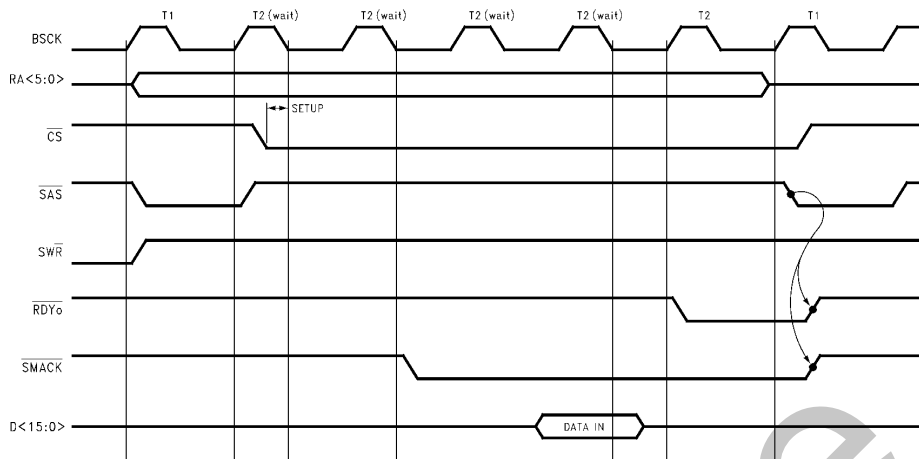 T1 T2 (wait) T2 (wait) T2 (wait) T2 (wait) T2 T1
BSCK
RA<5:0>
SETUP
CS
SAS
SWR
RDYo
SMACK
D<15:0> DATA IN
e